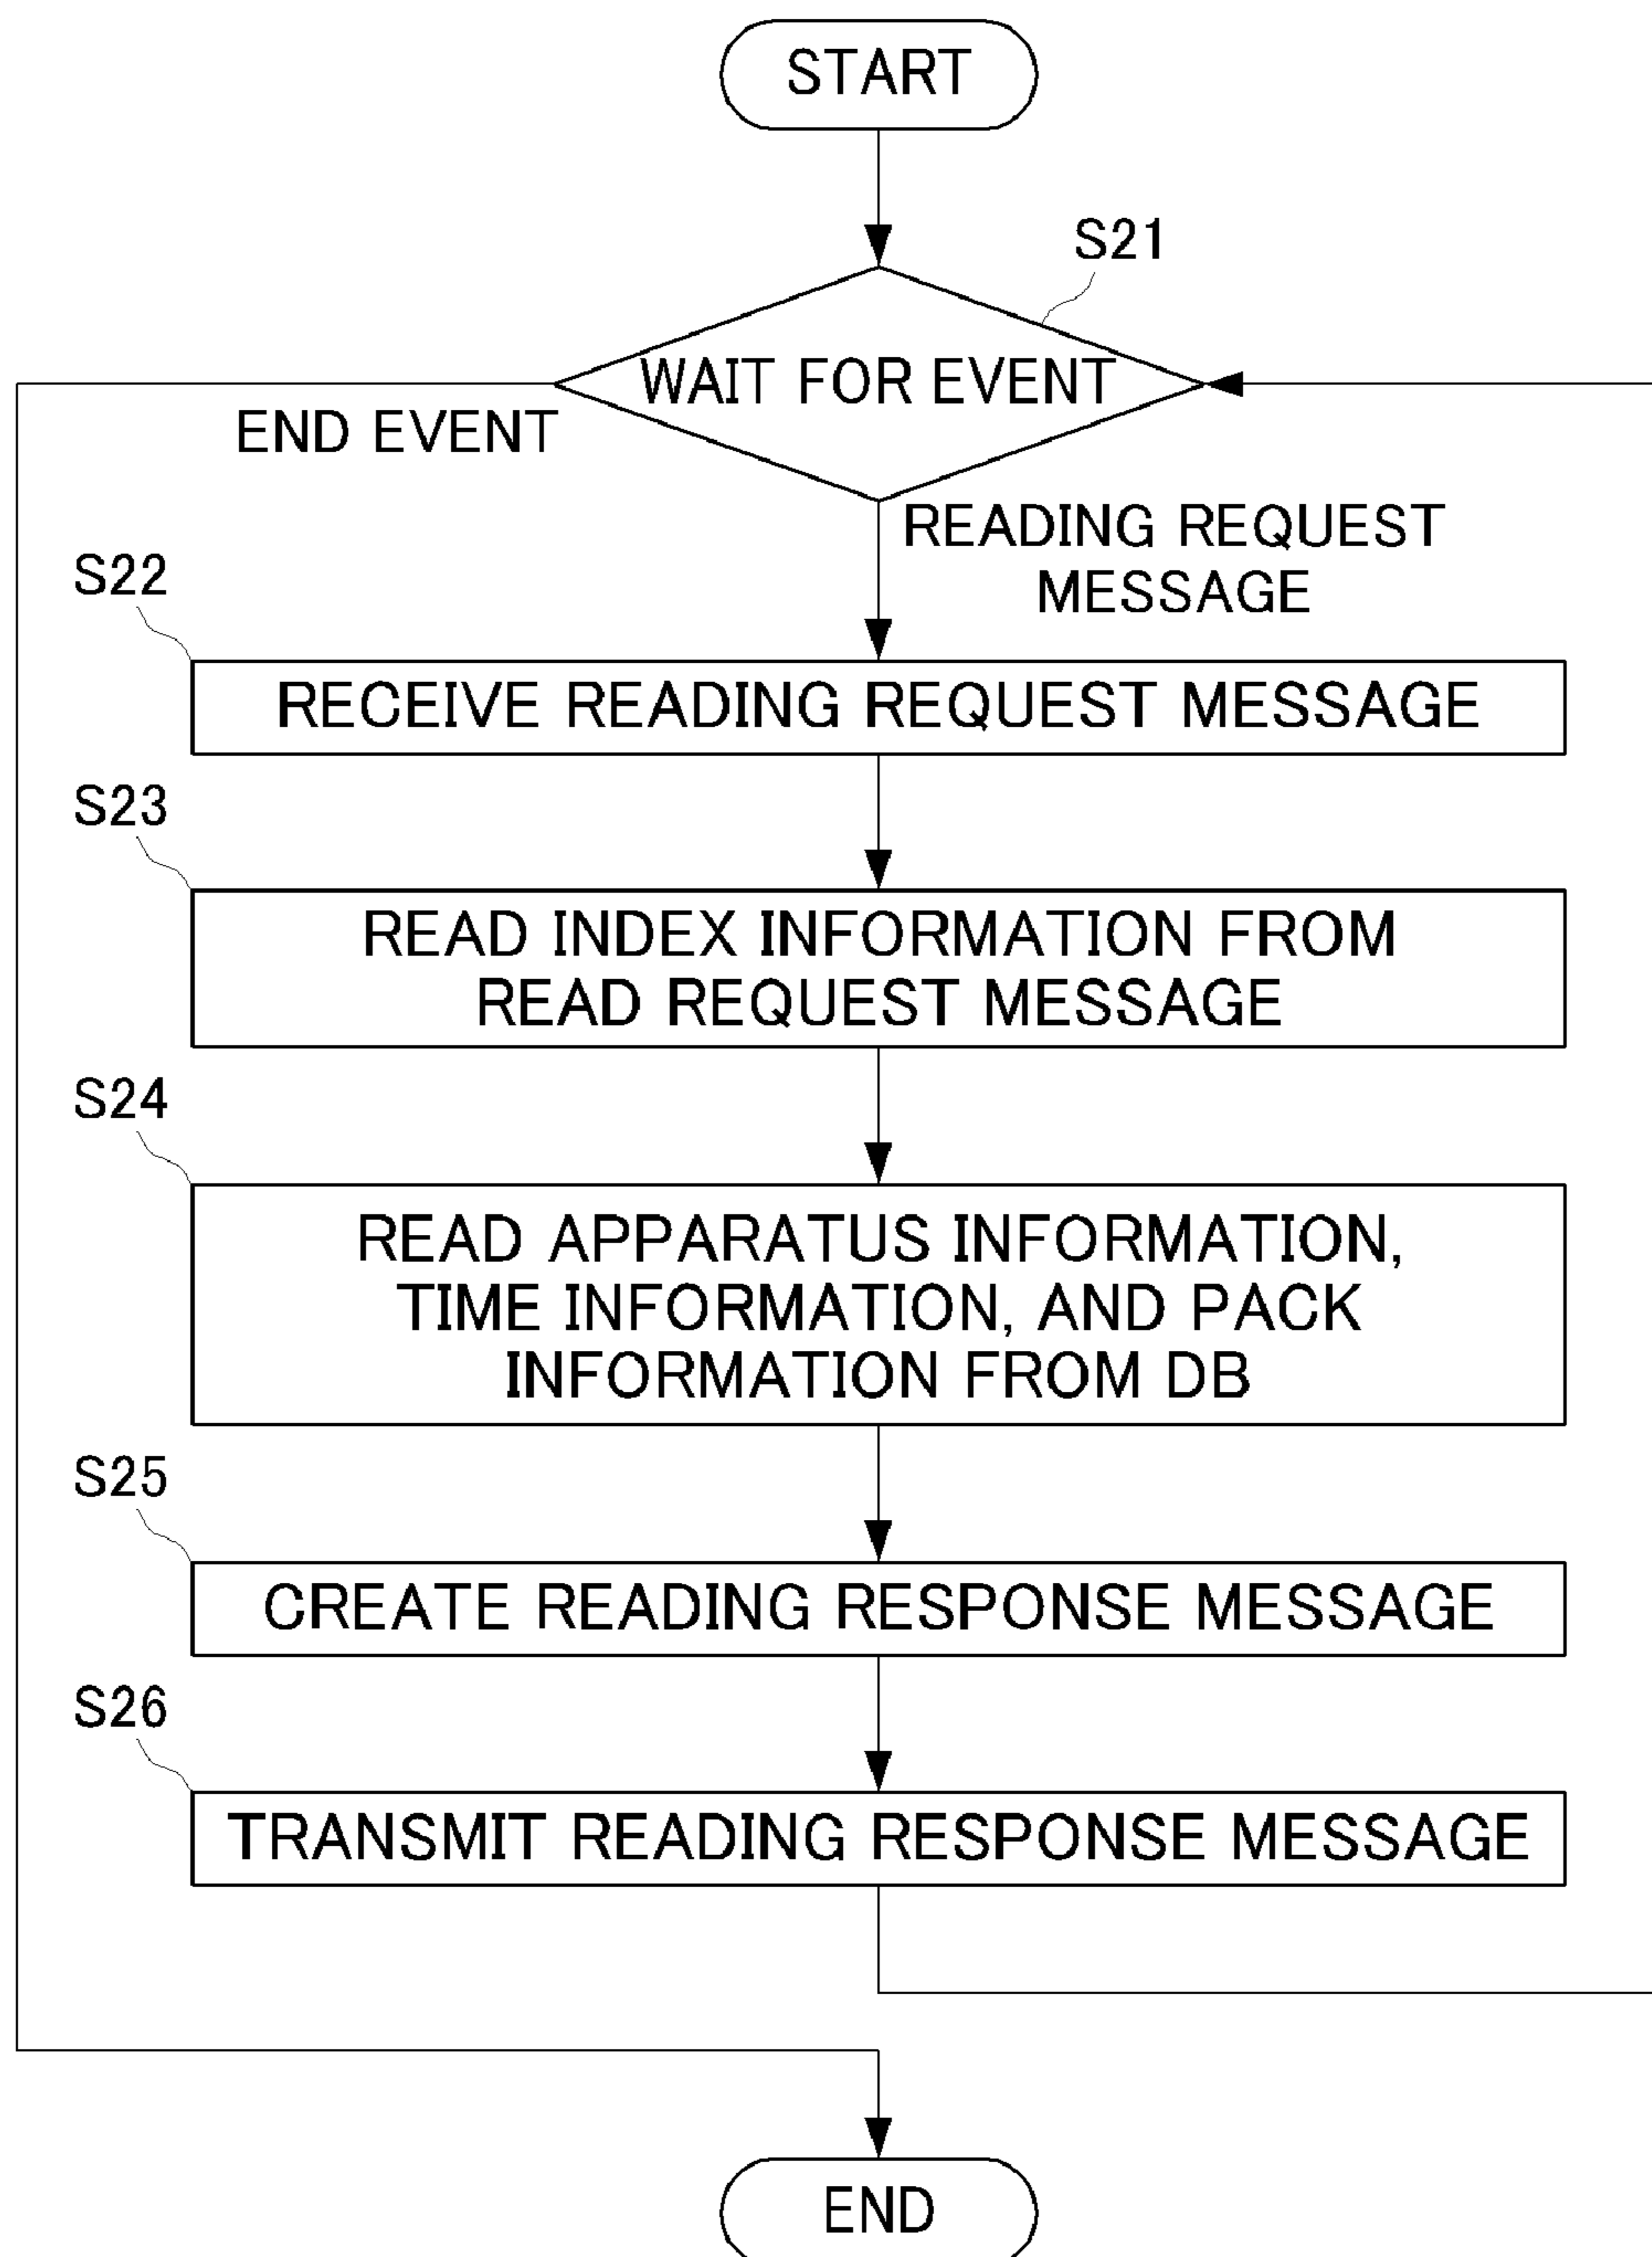 START
S21
WAIT FOR EVENT
END EVENT
READING REQUEST
MESSAGE
S22
RECEIVE READING REQUEST MESSAGE
S23
READ INDEX INFORMATION FROM
READ REQUEST MESSAGE
S24
READ APPARATUS INFORMATION,
TIME INFORMATION, AND PACK
INFORMATION FROM DB
S25
CREATE READING RESPONSE MESSAGE
S26
TRANSMIT READING RESPONSE MESSAGE
END